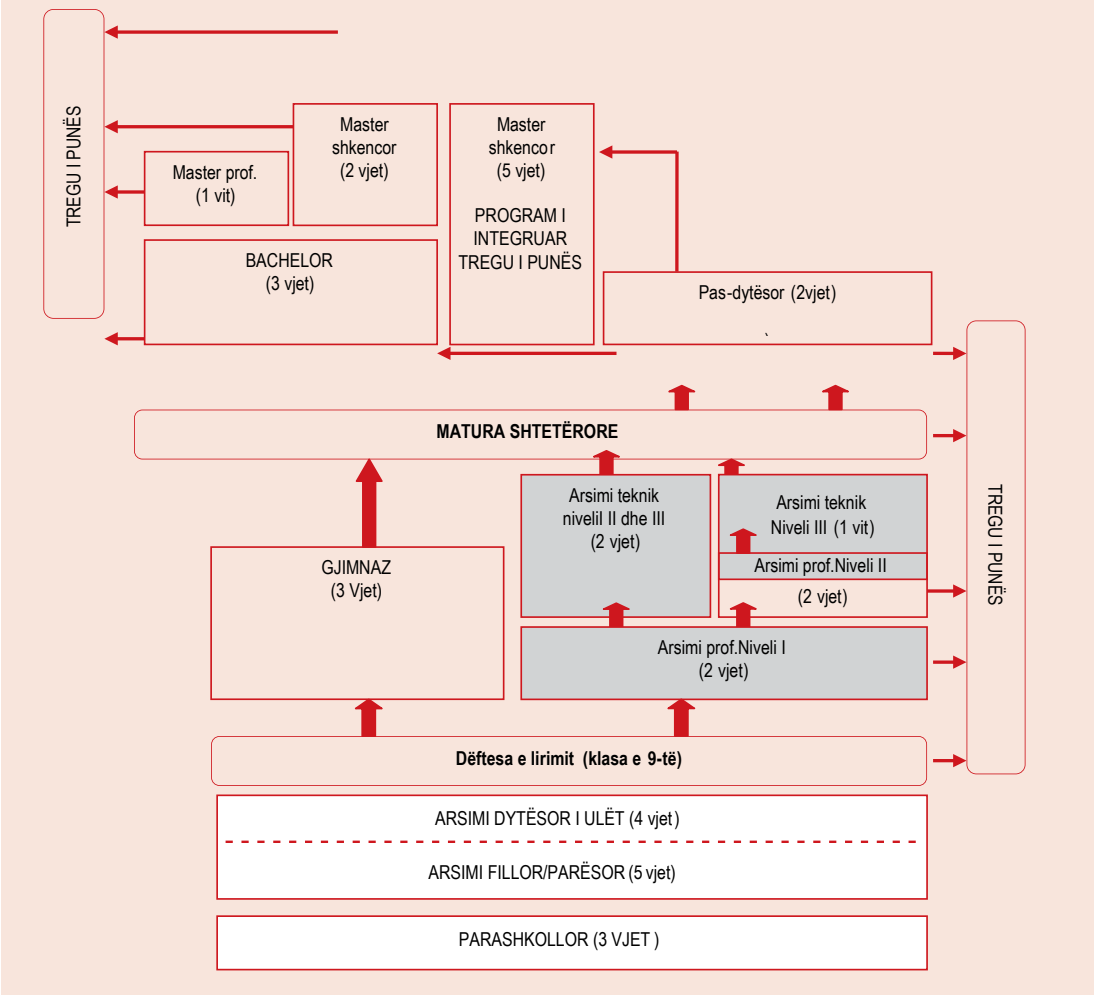 TREGU I PUNËS
Master
shkencor
(2 vjet)
Master
shkencor
(5 vjet)
PROGRAM I
INTEGRUAR
TREGU I PUNËS
Master prof.
(1 vit)
BACHELOR
(3 vjet)
Pas-dytësor (2vjet)
`
MATURA SHTETËRORE
Arsimi teknik
nivelil II dhe III
(2 vjet)
Arsimi teknik
Niveli III (1 vit)
Arsimi prof.Niveli II
(2 vjet)
GJIMNAZ
(3 Vjet)
TREGU I PUNËS
Arsimi prof.Niveli I
(2 vjet)
Dëftesa e lirimit (klasa e 9-të)
ARSIMI DYTËSOR I ULËT (4 vjet)
ARSIMI FILLOR/PARËSOR (5 vjet)
PARASHKOLLOR (3 VJET )